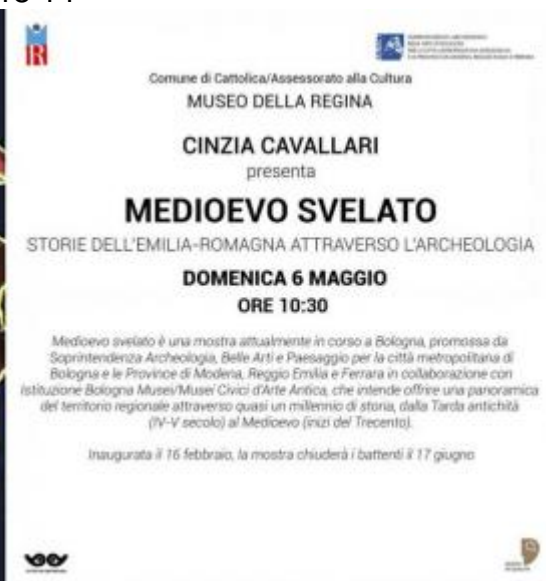 Comune di Cattolica/Assessorato alla Cultura
MUSEO DELLA REGINA
CINZIA CAVALLARI
presenta
MEDIOEVO SVELATO
STORIE DELL'EMILIA-ROMAGNA ATTRAVERSO L'ARCHEOLOGIA
DOMENICA 6 MAGGIO
ORE 10:30
Medioevo svelato è una mostra attualmente in corso a Bologna, promossa da
Soprintendenza Archeologia, Belle Arti e Paesaggio per la città metropolitana di
Bologna e le Province di Modena, Reggio Emilia e Ferrara in collaborazione con
Istituzione Bologna Musei/Musei Civici d'Arte Antica, che intende offrire una panoramica
del territorio regionale attraverso quasi un millennio di storia, dalla Tarda antichità
(IV-V secolo) al Medioevo (inizi del Trecento).
Inaugurata il 16 febbraio, la mostra chiuderà i battenti il 17 giugno